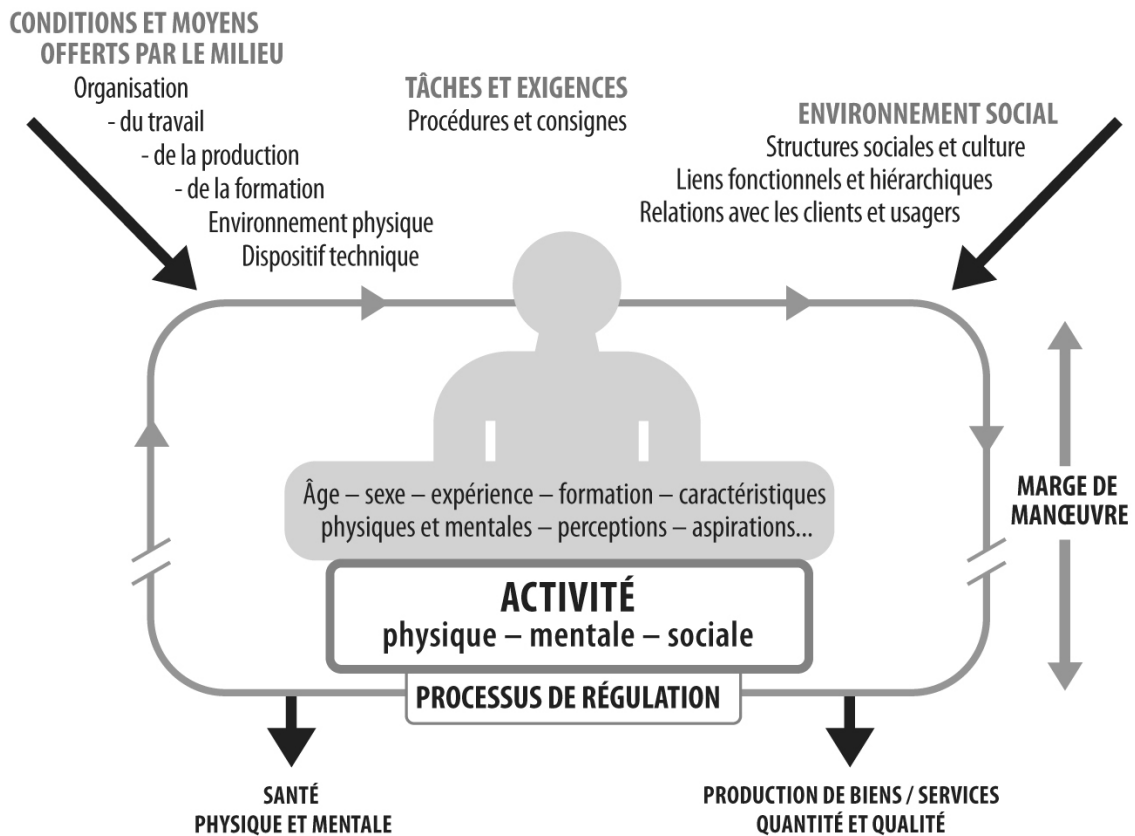 CONDITIONS ET MOYENS
OFFERTS PAR LE MILIEU
Organisation
- du travail
- de la production
- de la formation
Environnement physique
Dispositif technique
TÂCHES ET EXIGENCES
Procédures et consignes
ENVIRONNEMENT SOCIAL
Structures sociales et culture
Liens fonctionnels et hiérarchiques
Relations avec les clients et usagers
Âge – sexe – expérience – formation – caractéristiques
physiques et mentales – perceptions – aspirations...
MARGE DE
MANŒUVRE
ACTIVITÉ
physique – mentale – sociale
PROCESSUS DE RÉGULATION
SANTÉ
PHYSIQUE ET MENTALE
PRODUCTION DE BIENS / SERVICES
QUANTITÉ ET QUALITÉ